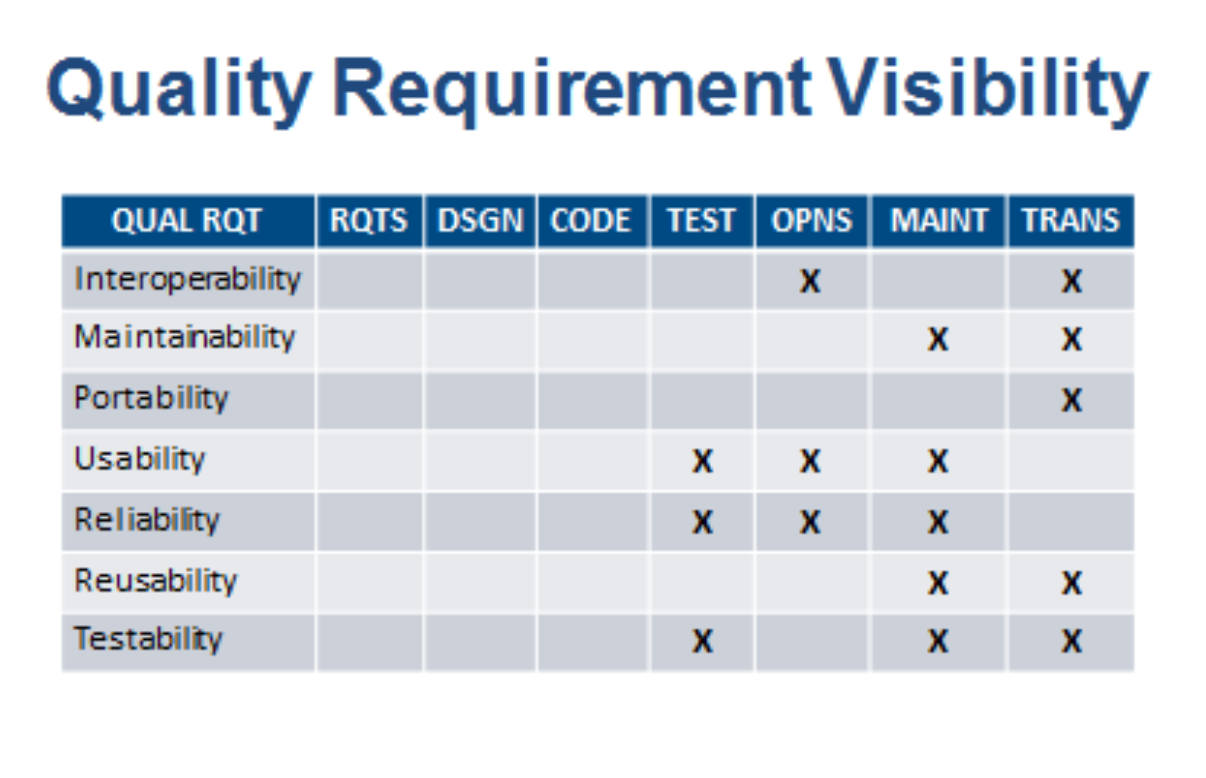 Quality Requirement Visibility
QUAL RQT RQTS DSGN CODE TEST OPNS MAINT TRANS
Interoperability X X
Maintainability X X
Portability X
Usability X X X
Reliability X X X
Reusability X X
Testability X X X